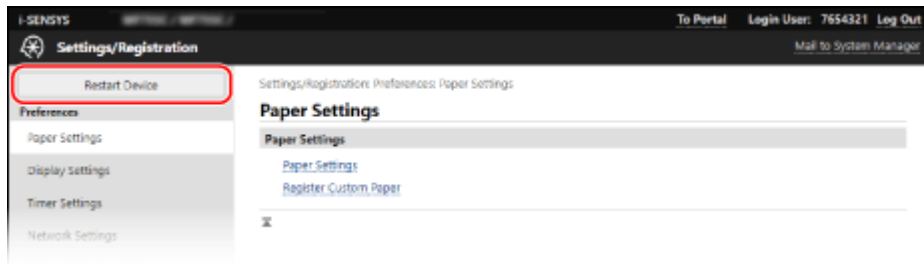 i-SENSYS To Portal Login User: 7654321 Log Out
Settings/Registration Mail to System Manager
Restart Device
Settings/Registration: Preferences: Paper Settings
Preferences
Paper Settings
Paper Settings
Paper Settings
Display Settings
Paper Settings
Register Custom Paper
Timer Settings
Network Settings